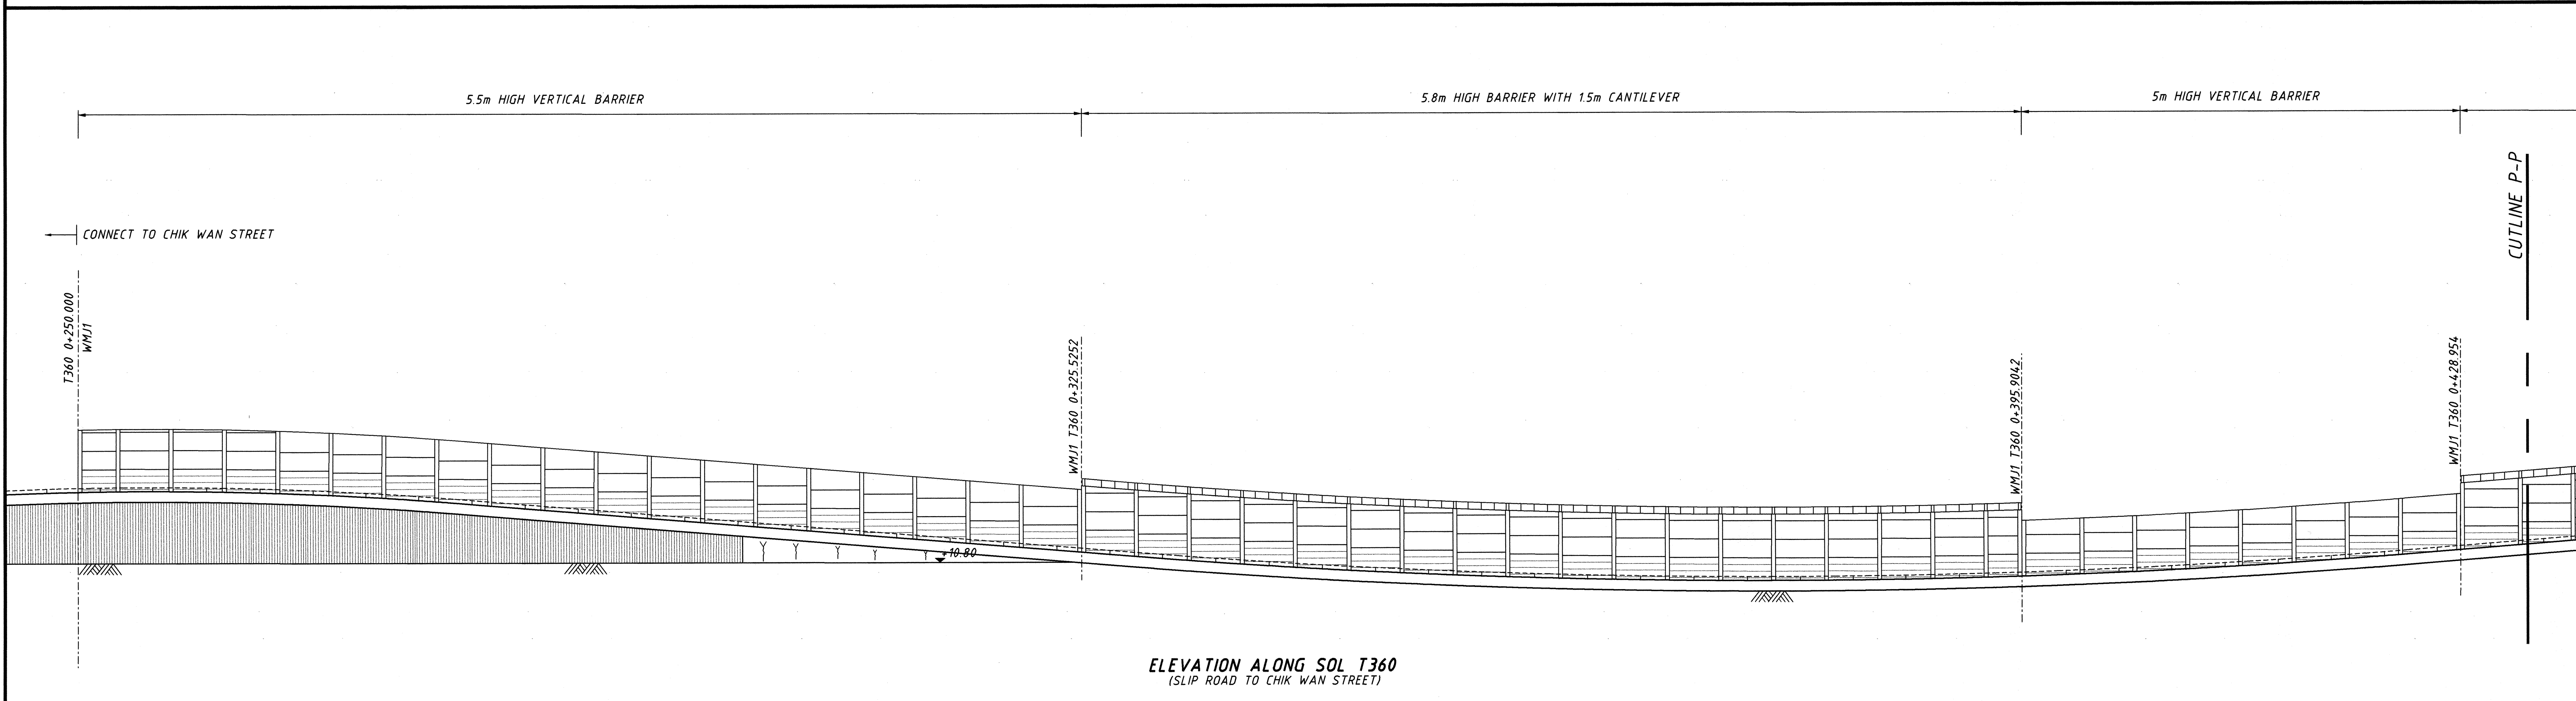 5.5m HIGH VERTICAL BARRIER
5.8m HIGH BARRIER WITH 1.5m CANTILEVER
5m HIGH VERTICAL BARRIER
CUTLINE P-P
CONNECT TO CHIK WAN STREET
T360 0+250.000
WMJ1
WMJ1 T360 0+325.5252
WMJ1 T360 0+395.9042
WMJ1 T360 0+428.954
+10.80
ELEVATION ALONG SOL T360
(SLIP ROAD TO CHIK WAN STREET)